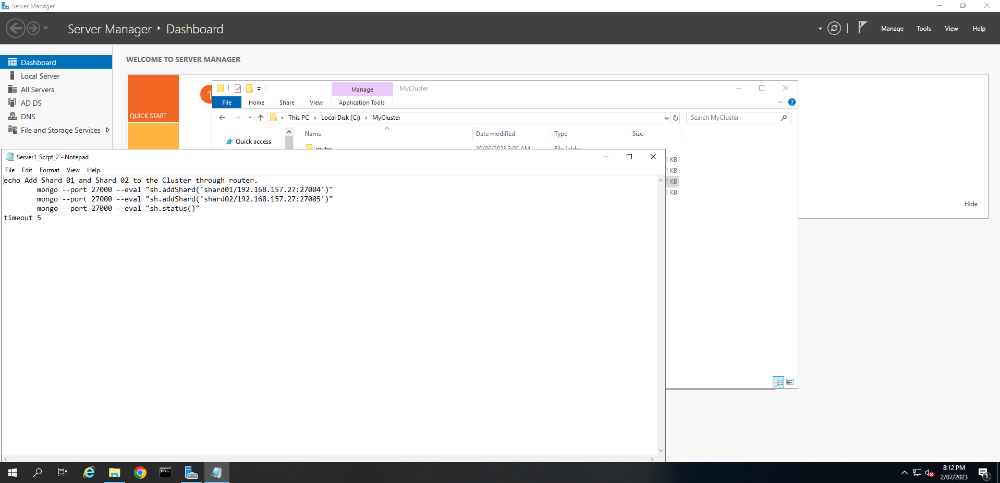 Server Manager
Server Manager Dashboard
Manage Tools View Help
Dashboard
Local Server
All Servers
AD DS
DNS
File and Storage Services
WELCOME TO SERVER MANAGER
QUICK START
1
Manage
MyCluster
File Home Share View Application Tools
This PC Local Disk (C:) MyCluster
Search MyCluster
Quick access
Name Date modified Type Size
router 30/06/2023 3:05 AM File folder
1 KB
1 KB
1 KB
1 KB
Hide
Server1_Scrpt_2 - Notepad
File Edit Format View Help
echo Add Shard 01 and Shard 02 to the Cluster through router.
mongo --port 27000 --eval "sh.addShard('shard01/192.168.157.27:27004')"
mongo --port 27000 --eval "sh.addShard('shard02/192.168.157.27:27005')"
mongo --port 27000 --eval "sh.status()"
timeout 5
8:12 PM
2/07/2023
1